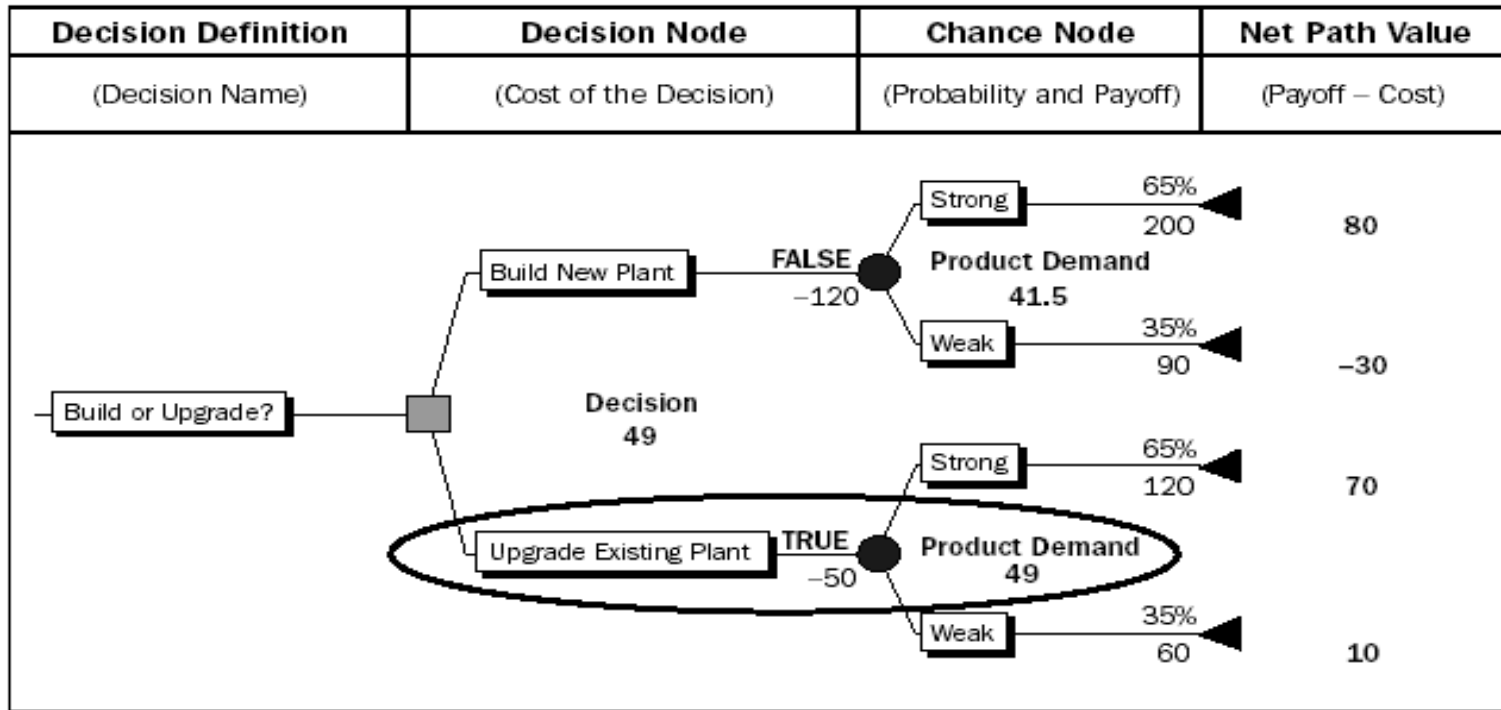 Decision Definition Decision Node Chance Node Net Path Value
(Decision Name) (Cost of the Decision) (Probability and Payoff) (Payoff – Cost)
Strong 65%
200 80
Build New Plant FALSE Product Demand
–120 41.5
Weak 35%
90 –30
Build or Upgrade? Decision
49
Strong 65%
120 70
Upgrade Existing Plant TRUE Product Demand
–50 49
Weak 35%
60 10